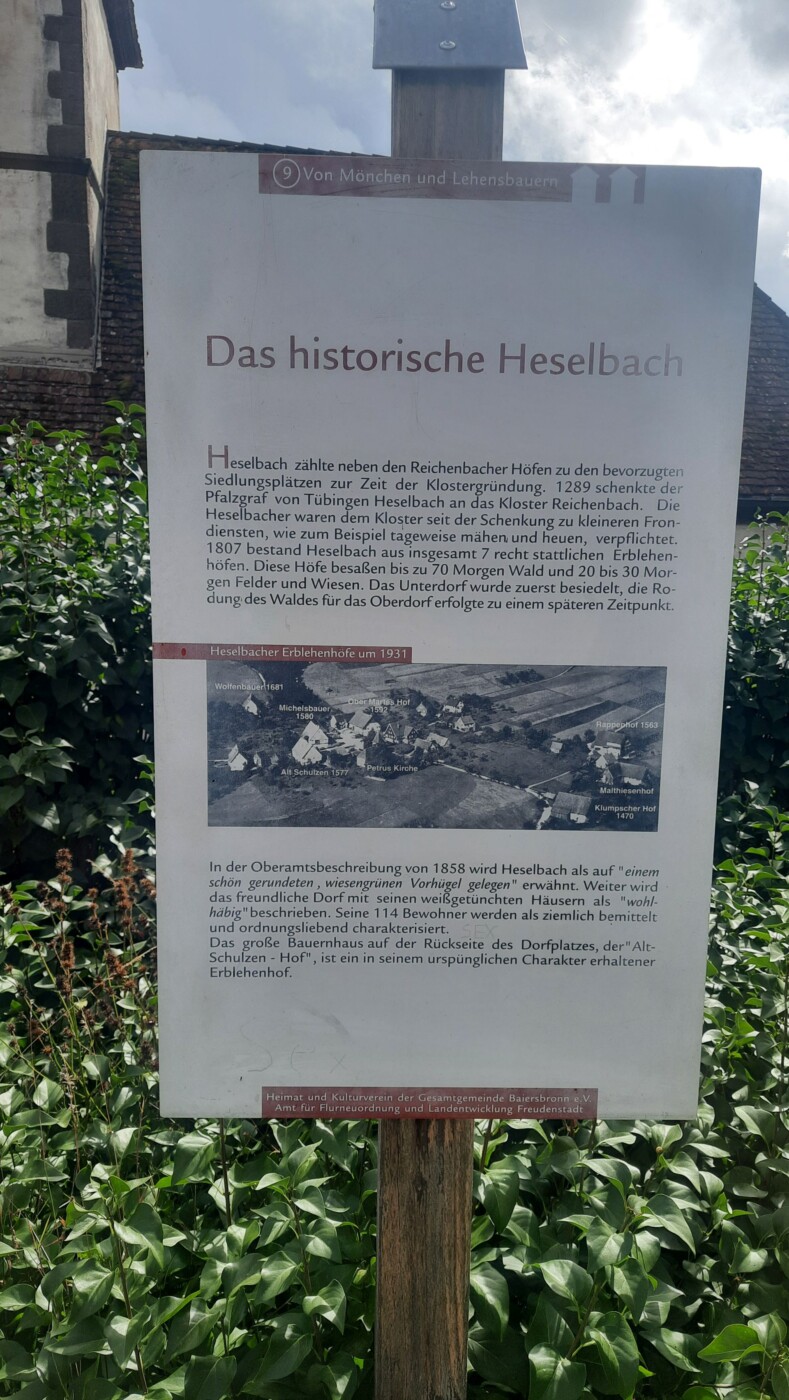 9 Von Mönchen und Lehensbauern
Das historische Heselbach
Heselbach zählte neben den Reichenbacher Höfen zu den bevorzugten
Siedlungsplätzen zur Zeit der Klostergründung. 1289 schenkte der
Pfalzgraf von Tübingen Heselbach an das Kloster Reichenbach. Die
Heselbacher waren dem Kloster seit der Schenkung zu kleineren Fron-
diensten, wie zum Beispiel tageweise mähen und heuen, verpflichtet.
1807 bestand Heselbach aus insgesamt 7 recht stattlichen Erblehen-
höfen. Diese Höfe besaßen bis zu 70 Morgen Wald und 20 bis 30 Mor-
gen Felder und Wiesen. Das Unterdorf wurde zuerst besiedelt, die Ro-
dung des Waldes für das Oberdorf erfolgte zu einem späteren Zeitpunkt.
Heselbacher Erblehenhöfe um 1931
Wolfenbauer 1681
Michelsbauer
1580
Ober Martes Hof
1592
Rappenhof 1563
Alt Schulzen 1577
Petrus Kirche
Matthiesenhof
Klumpscher Hof
1470
In der Oberamtsbeschreibung von 1858 wird Heselbach als auf "einem
schön gerundeten, wiesengrünen Vorhügel gelegen" erwähnt. Weiter wird
das freundliche Dorf mit seinen weißgetünchten Häusern als "wohl-
häbig" beschrieben. Seine 114 Bewohner werden als ziemlich bemittelt
und ordnungsliebend charakterisiert.
SEX
Das große Bauernhaus auf der Rückseite des Dorfplatzes, der "Alt-
Schulzen - Hof", ist ein in seinem urspünglichen Charakter erhaltener
Erblehenhof.
SEX
Heimat und Kulturverein der Gesamtgemeinde Baiersbronn e.V.
Amt für Flurneuordnung und Landentwicklung Freudenstadt